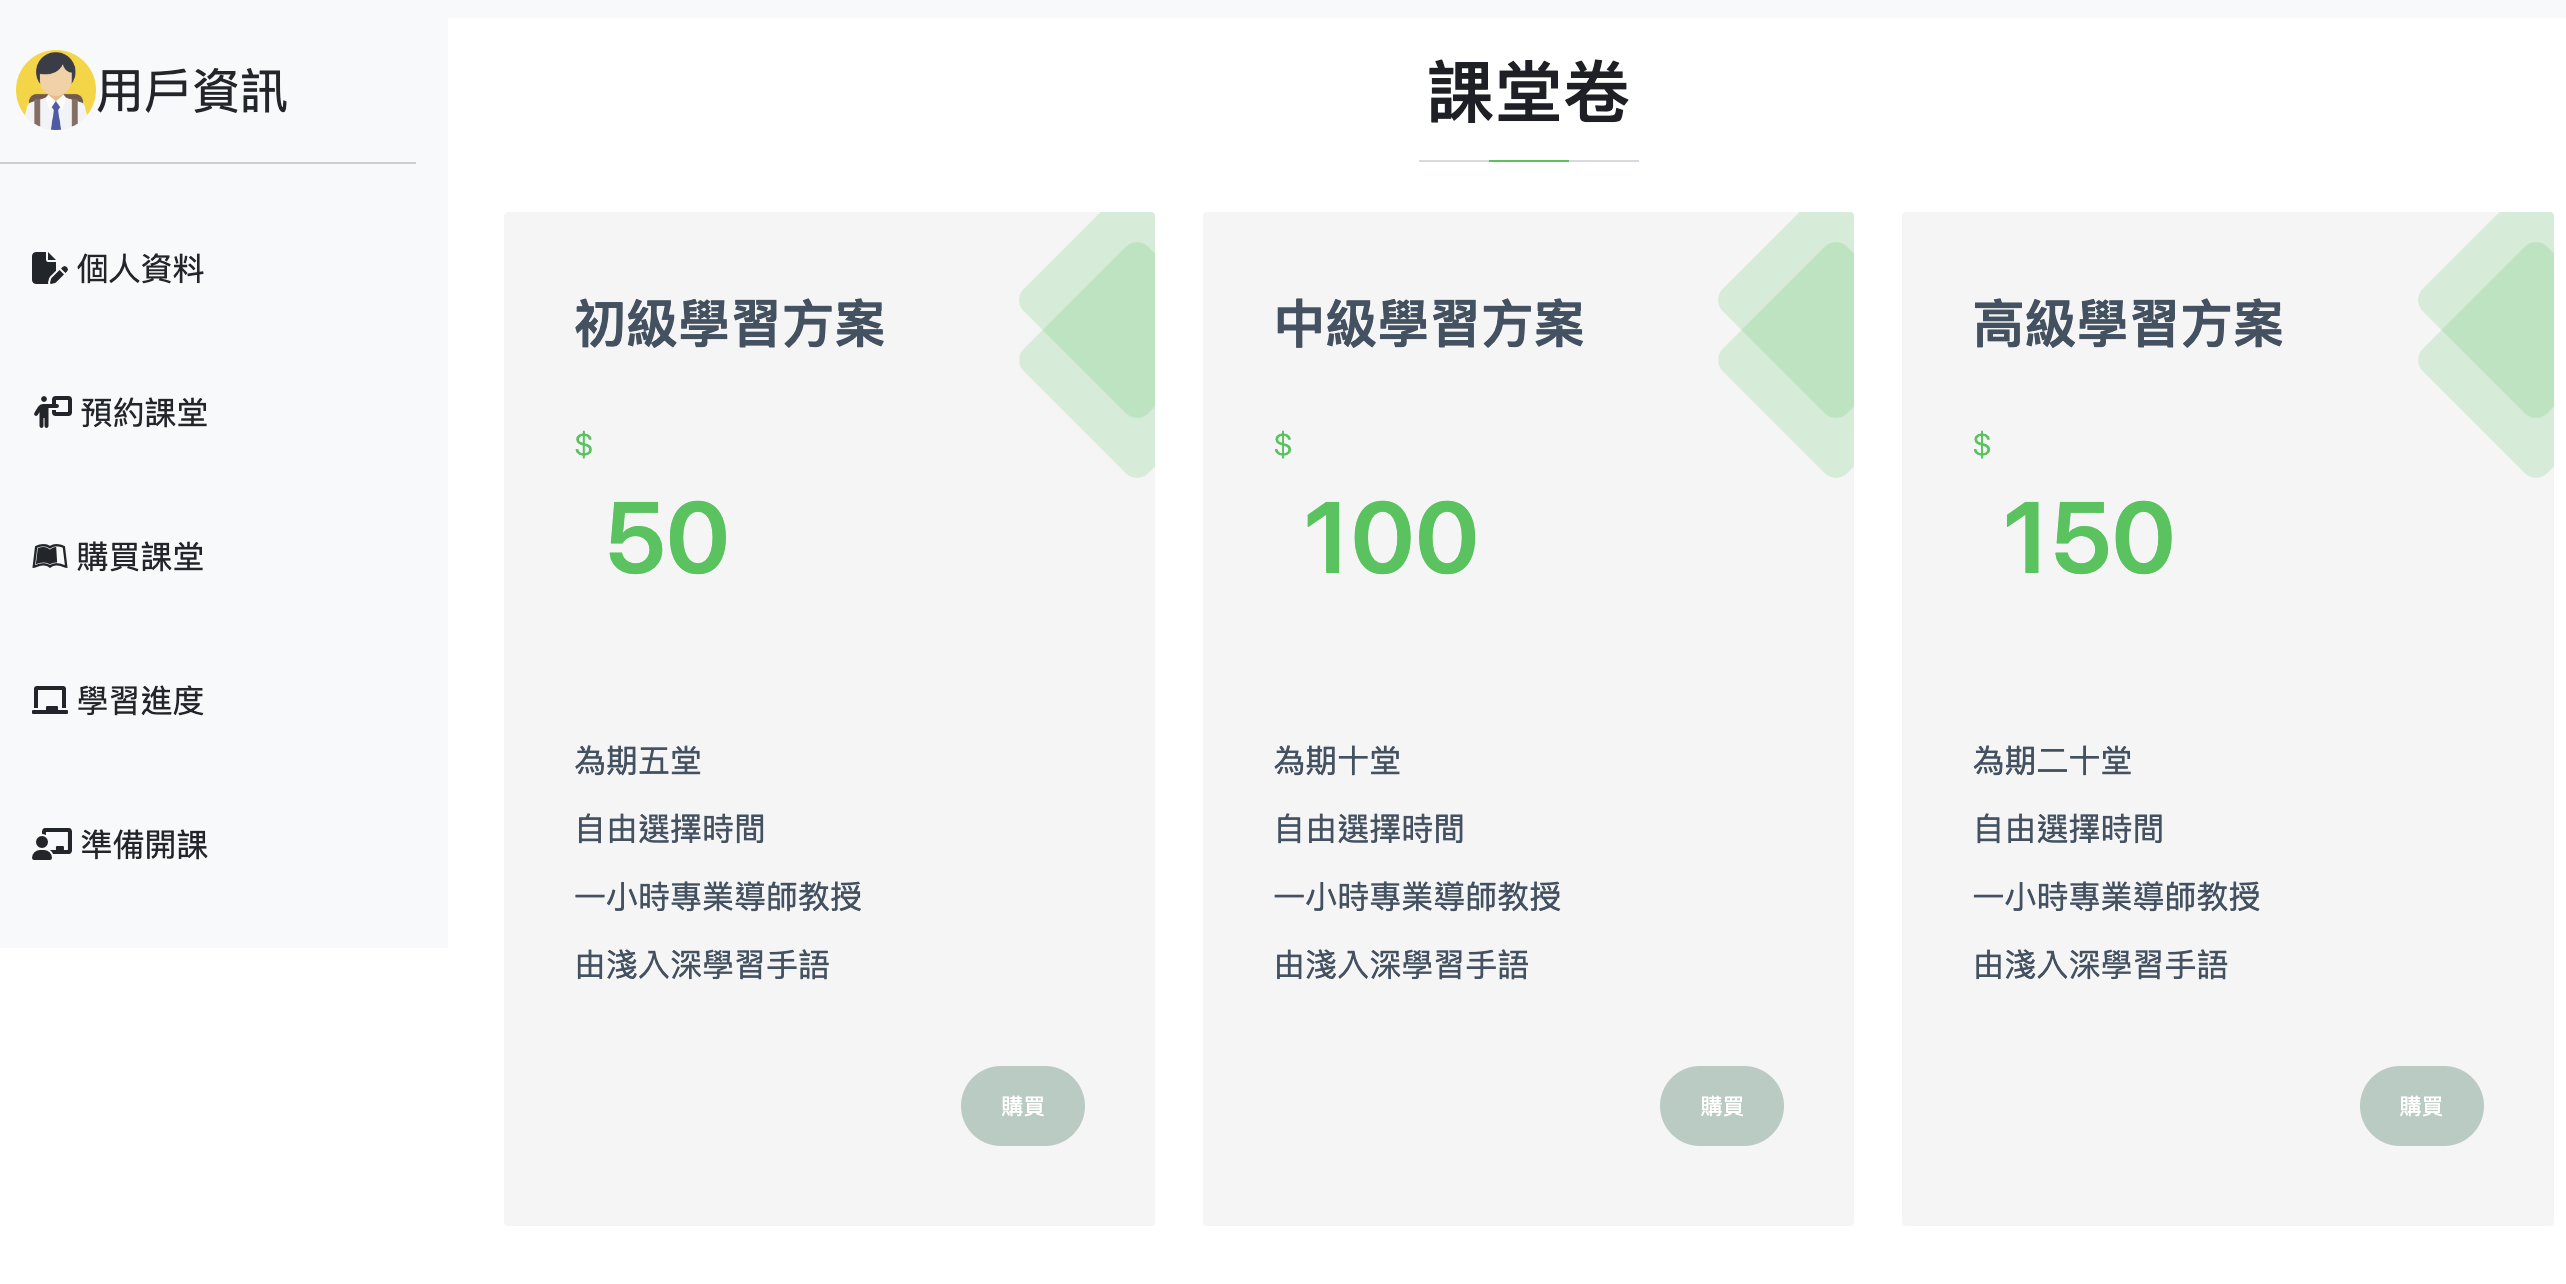 用戶資訊
個人資料
預約課堂
購買課堂
學習進度
準備開課
課堂卷
初級學習方案
$
50
為期五堂
自由選擇時間
一小時專業導師教授
由淺入深學習手語
購買
中級學習方案
$
100
為期十堂
自由選擇時間
一小時專業導師教授
由淺入深學習手語
購買
高級學習方案
$
150
為期二十堂
自由選擇時間
一小時專業導師教授
由淺入深學習手語
購買